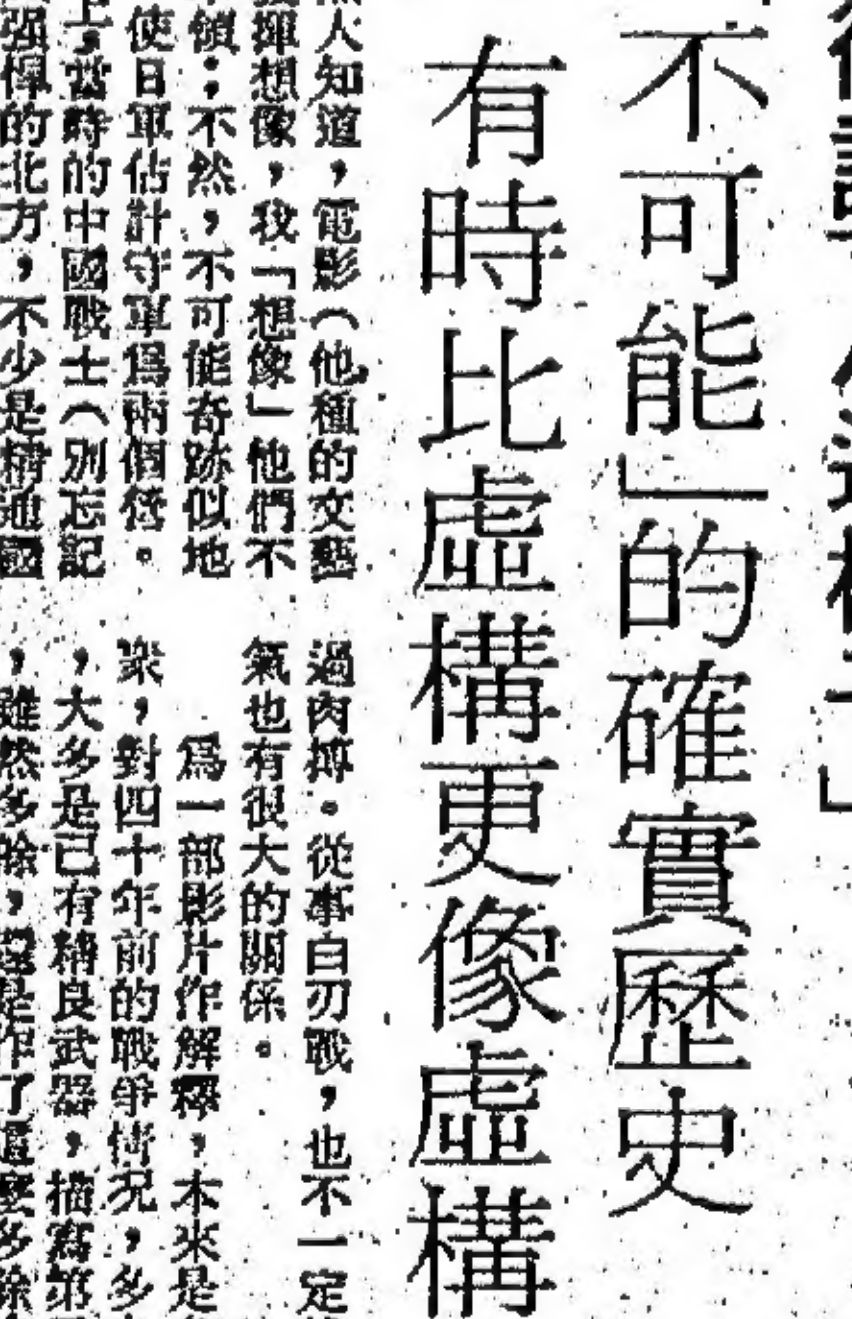 不可能」的確實歷史
有時比虛構更像虛構
人知道，電影（他種的文藝
揮想像，我「想像」他們不
領；不然，不可能奇跡似地
使日軍估計守軍爲兩個營。
上，當時的中國戰士（別忘記
强悍的北方，不少是精通國
過肉搏。從事白刃戰，也不一定
氣也有很大的關係。
爲一部影片作解釋，本來是
衆，對四十年前的戰爭情况，多
，大多是已有精良武器，描寫第
，雖然多餘，還是作了這麼多餘